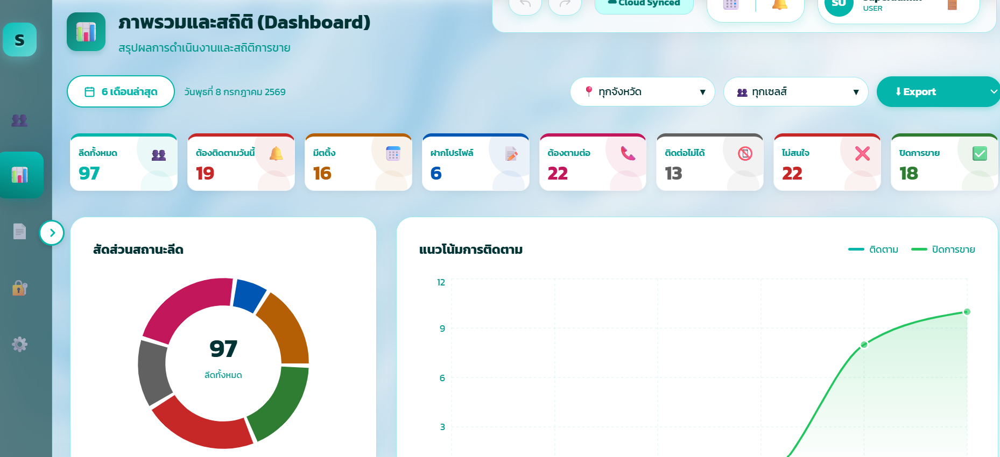 S
ภาพรวมและสถิติ (Dashboard)
สรุปผลการดำเนินงานและสถิติการขาย
Cloud Synced
SU
USER
6 เดือนล่าสุด
วันพุธที่ 8 กรกฎาคม 2569
ทุกจังหวัด
ทุกเซลส์
Export
ลีดทั้งหมด
97
ต้องติดตามวันนี้
19
มีตติ้ง
16
ฝากโปรไฟล์
6
ต้องตามต่อ
22
ติดต่อไม่ได้
13
ไม่สนใจ
22
ปิดการขาย
18
สัดส่วนสถานะลีด
97
ลีดทั้งหมด
แนวโน้มการติดตาม
ติดตาม
ปิดการขาย
12
9
6
3